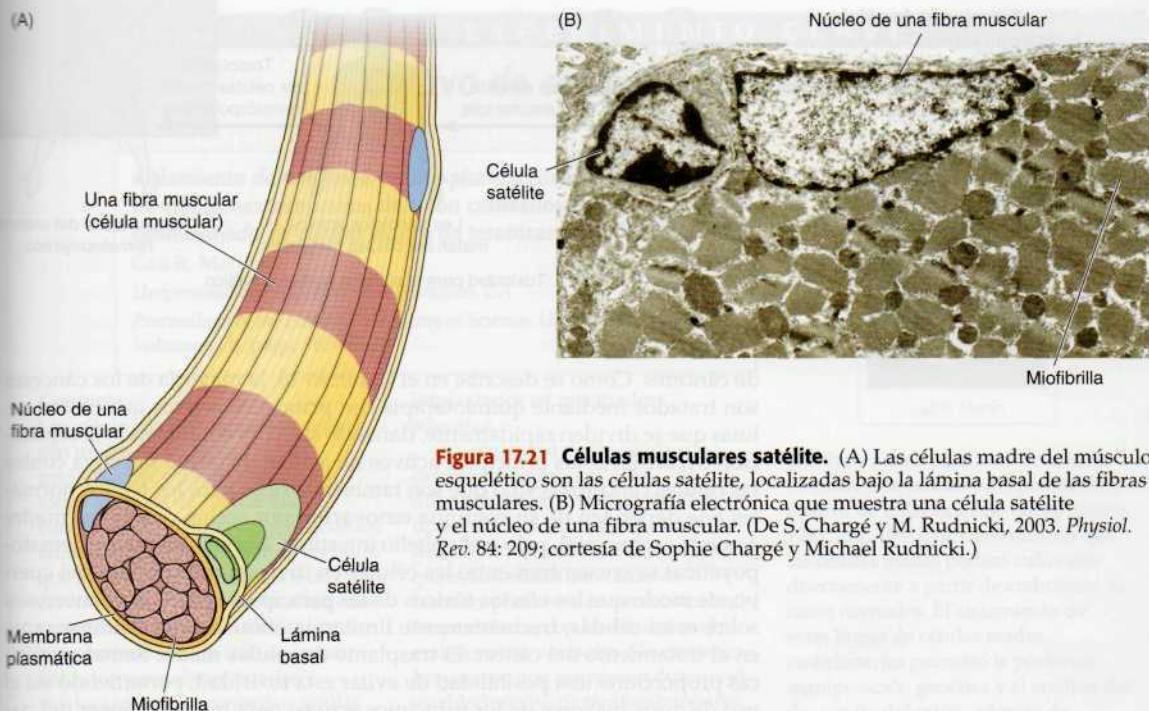 (A)
Una fibra muscular
(célula muscular)
Núcleo de una
fibra muscular
Membrana
plasmática
Miofibrilla
Célula
satélite
Lámina
basal
(B)
Núcleo de una fibra muscular
Célula
satélite
Miofibrilla
Figura 17.21 Células musculares satélite. (A) Las células madre del músculo
esquelético son las células satélite, localizadas bajo la lámina basal de las fibras
musculares. (B) Micrografía electrónica que muestra una célula satélite
y el núcleo de una fibra muscular. (De S. Chargé y M. Rudnicki, 2003. Physiol.
Rev. 84: 209; cortesía de Sophie Chargé y Michael Rudnicki.)